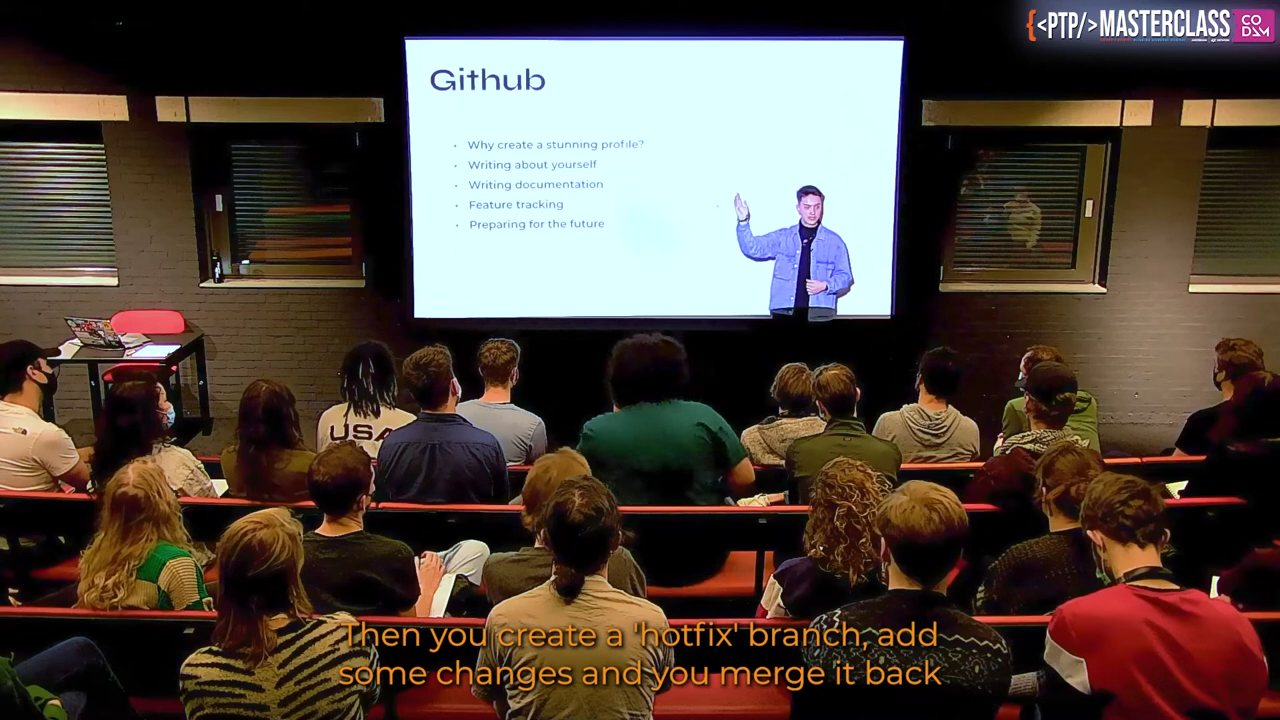 {<PTP/>MASTERCLASS
CO
D>M
Github
• Why create a stunning profile?
• Writing about yourself
• Writing documentation
• Feature tracking
• Preparing for the future
USA
Then you create a 'hotfix' branch, add
some changes and you merge it back